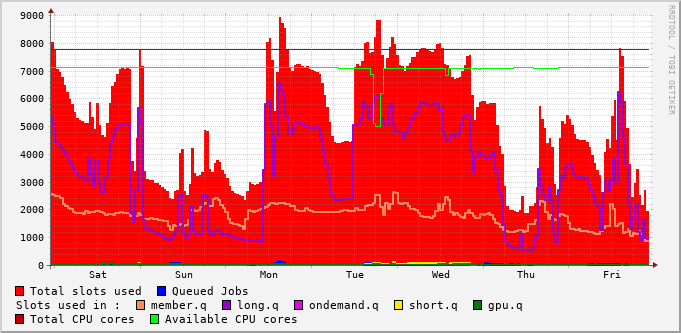 9000
8000
7000
6000
5000
4000
3000
2000
1000
0
Sat Sun Mon Tue Wed Thu Fri
RRDTOOL / TOBI OETIKER
Total slots used Queued Jobs
Slots used in : member.q long.q ondemand.q short.q gpu.q
Total CPU cores Available CPU cores